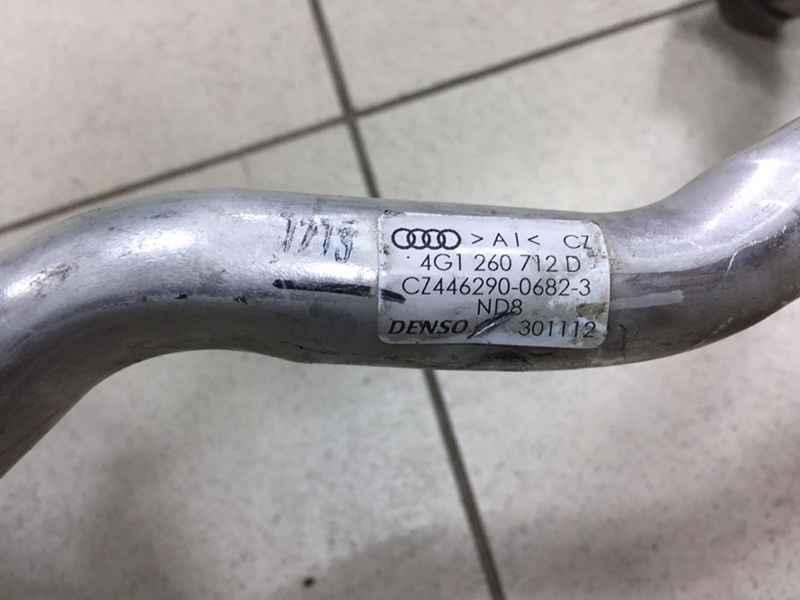 >AI< CZ
4G1 260 712 D
CZ446290-0682-3
ND8
DENSO 301112